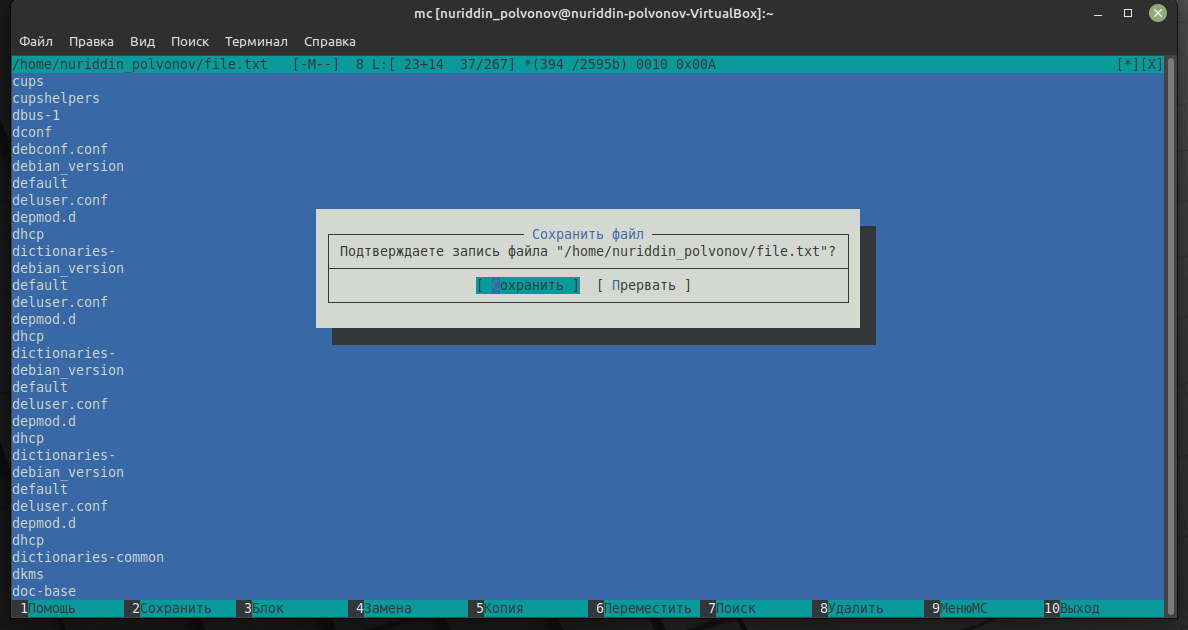 mc [nuriddin_polvonov@nuriddin-polvonov-VirtualBox]:~
Файл Правка Вид Поиск Терминал Справка
/home/nuriddin_polvonov/file.txt [-M--] 8 L:[ 23+14 37/267] *(394 /2595b) 0010 0x00A [*][X]
cups
cupshelpers
dbus-1
dconf
debconf.conf
debian_version
default
deluser.conf
depmod.d
dhcp
dictionaries-
debian_version
default
deluser.conf
depmod.d
dhcp
dictionaries-
debian_version
default
deluser.conf
depmod.d
dhcp
dictionaries-
debian_version
default
deluser.conf
depmod.d
dhcp
dictionaries-common
dkms
doc-base
Сохранить файл
Подтверждаете запись файла "/home/nuriddin_polvonov/file.txt"?
[ Сохранить ] [ Прервать ]
1Помощь 2Сохранить 3Блок 4Замена 5Копия 6Переместить 7Поиск 8Удалить 9МенюМС 10Выход